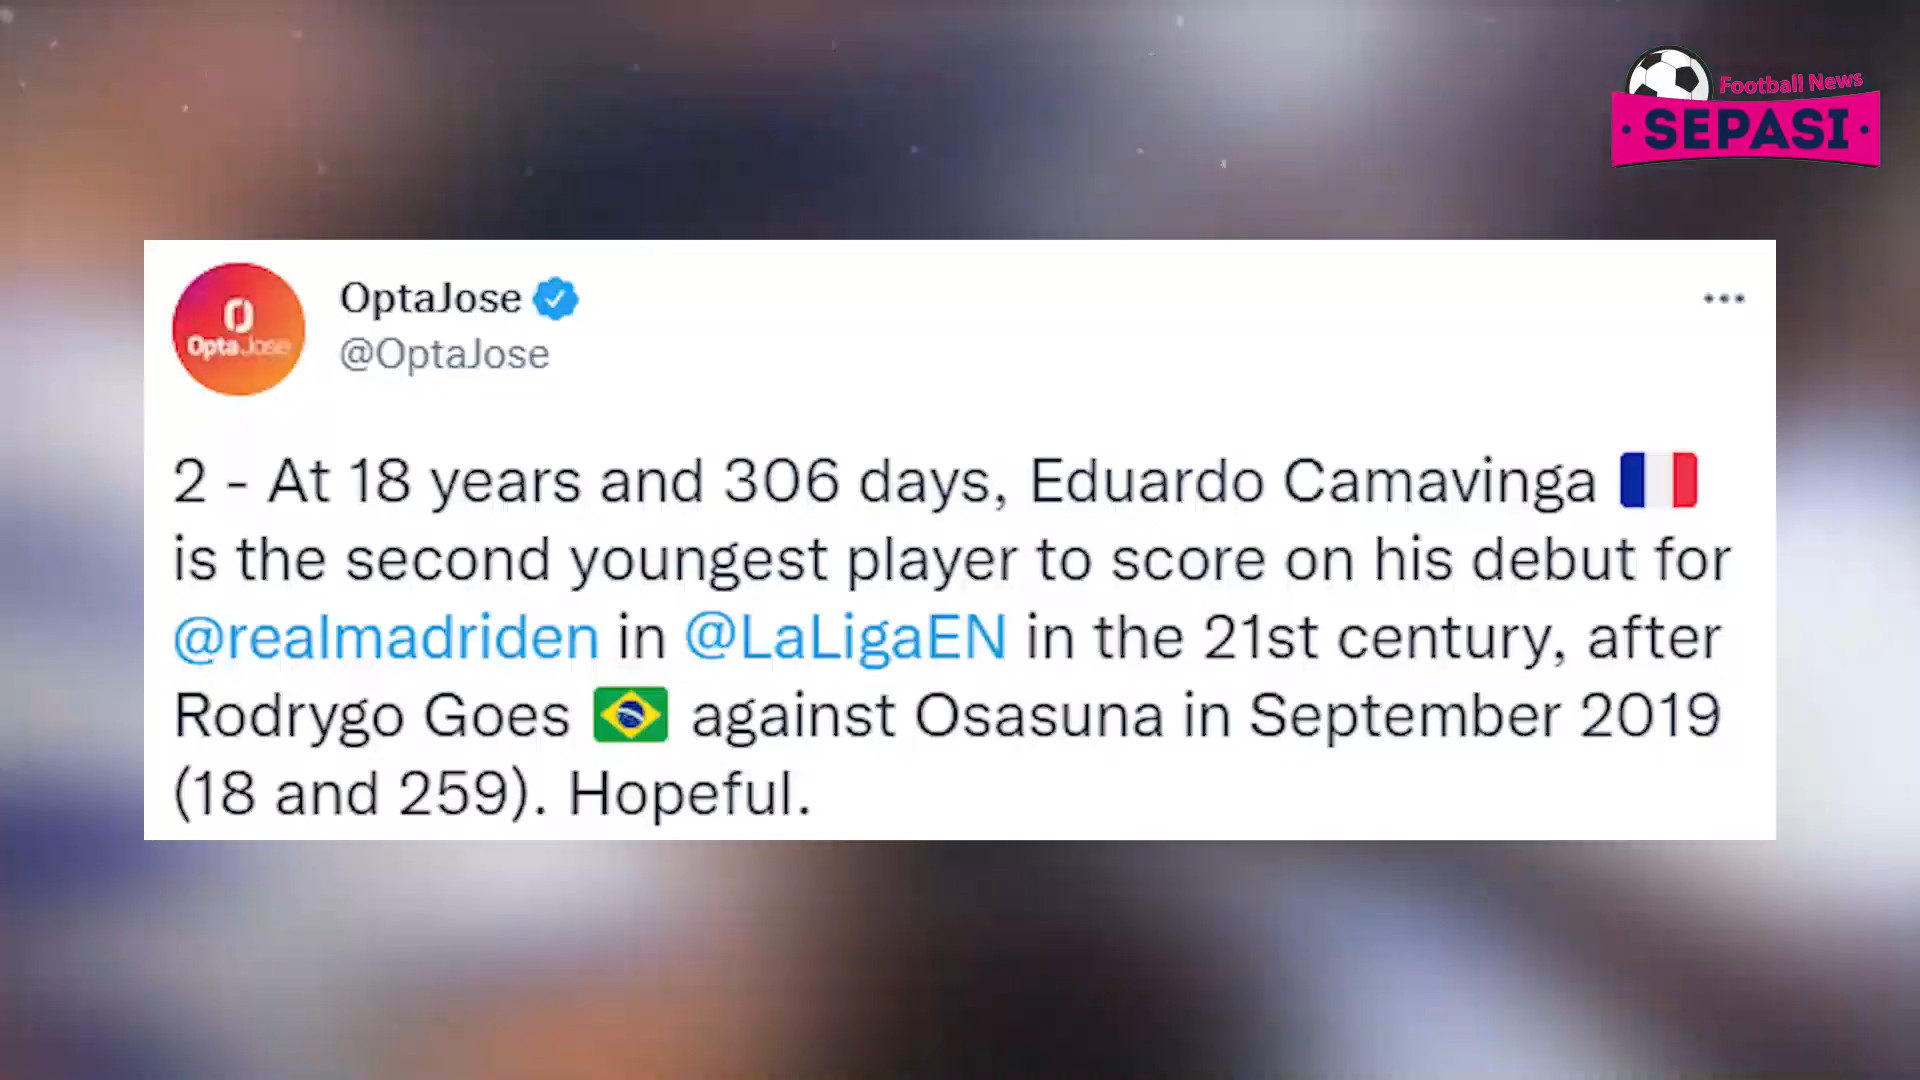 Football News
· SEPASI ·
OptaJose
@OptaJose
Opta Jose
2 - At 18 years and 306 days, Eduardo Camavinga 🇫🇷
is the second youngest player to score on his debut for
@realmadriden in @LaLigaEN in the 21st century, after
Rodrygo Goes 🇧🇷 against Osasuna in September 2019
(18 and 259). Hopeful.